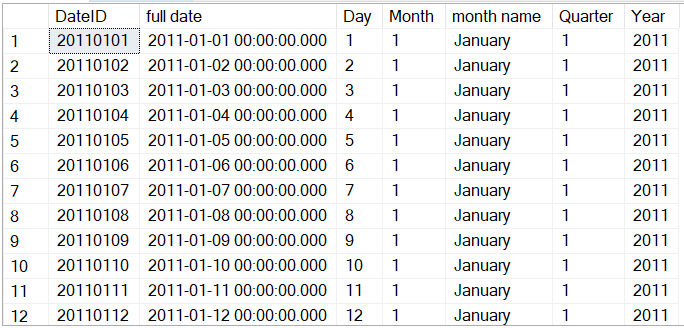 DateID full date Day Month month name Quarter Year
1 20110101 2011-01-01 00:00:00.000 1 1 January 1 2011
2 20110102 2011-01-02 00:00:00.000 2 1 January 1 2011
3 20110103 2011-01-03 00:00:00.000 3 1 January 1 2011
4 20110104 2011-01-04 00:00:00.000 4 1 January 1 2011
5 20110105 2011-01-05 00:00:00.000 5 1 January 1 2011
6 20110106 2011-01-06 00:00:00.000 6 1 January 1 2011
7 20110107 2011-01-07 00:00:00.000 7 1 January 1 2011
8 20110108 2011-01-08 00:00:00.000 8 1 January 1 2011
9 20110109 2011-01-09 00:00:00.000 9 1 January 1 2011
10 20110110 2011-01-10 00:00:00.000 10 1 January 1 2011
11 20110111 2011-01-11 00:00:00.000 11 1 January 1 2011
12 20110112 2011-01-12 00:00:00.000 12 1 January 1 2011